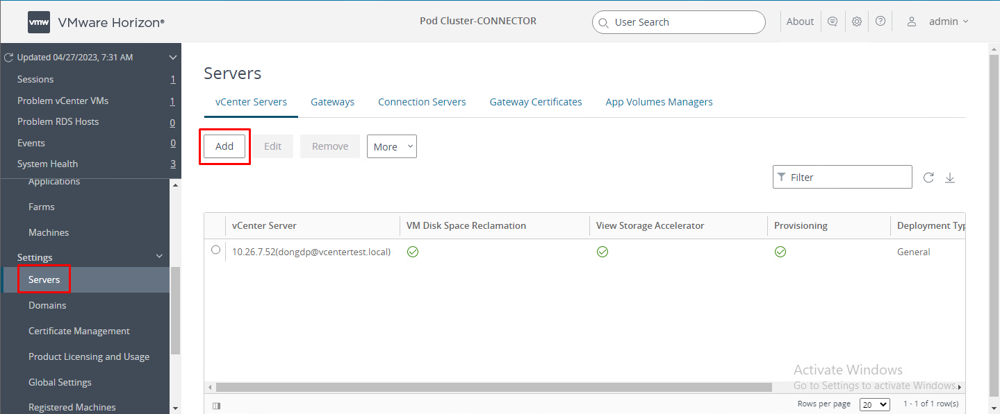 vmw VMware Horizon® Pod Cluster-CONNECTOR User Search About admin
Updated 04/27/2023, 7:31 AM
Sessions 1
Problem vCenter VMs 1
Problem RDS Hosts 0
Events 0
System Health 3
Applications
Farms
Machines
Settings
Servers
Domains
Certificate Management
Product Licensing and Usage
Global Settings
Registered Machines
Servers
vCenter Servers Gateways Connection Servers Gateway Certificates App Volumes Managers
Add Edit Remove More
Filter
vCenter Server VM Disk Space Reclamation View Storage Accelerator Provisioning Deployment Typ
10.26.7.52(dongdp@vcentertest.local) General
Activate Windows
Go to Settings to activate Windows.
Rows per page 20 1 - 1 of 1 row(s)